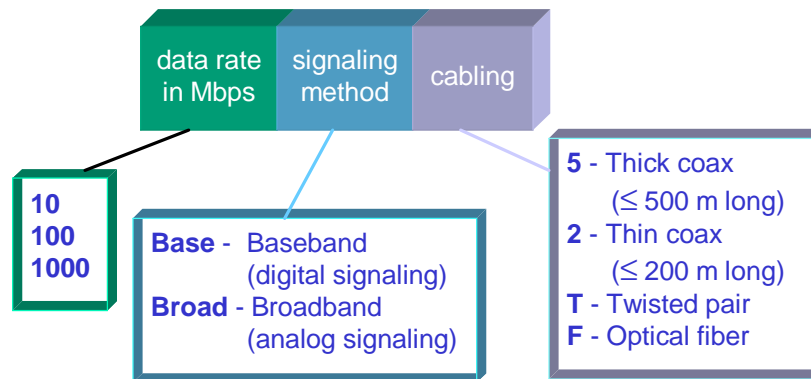 data rate
in Mbps
signaling
method
cabling
10
100
1000
Base - Baseband
(digital signaling)
Broad - Broadband
(analog signaling)
5 - Thick coax
(≤ 500 m long)
2 - Thin coax
(≤ 200 m long)
T - Twisted pair
F - Optical fiber